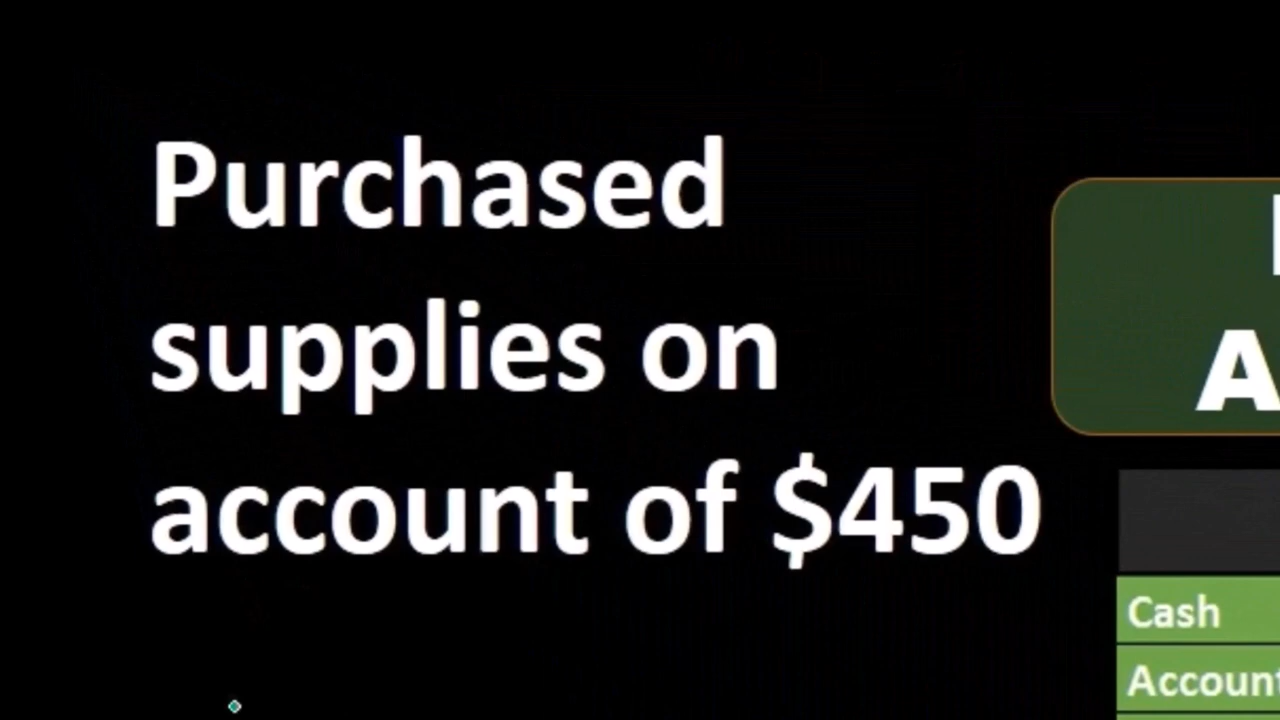 Purchased
supplies on
account of $450
Cash